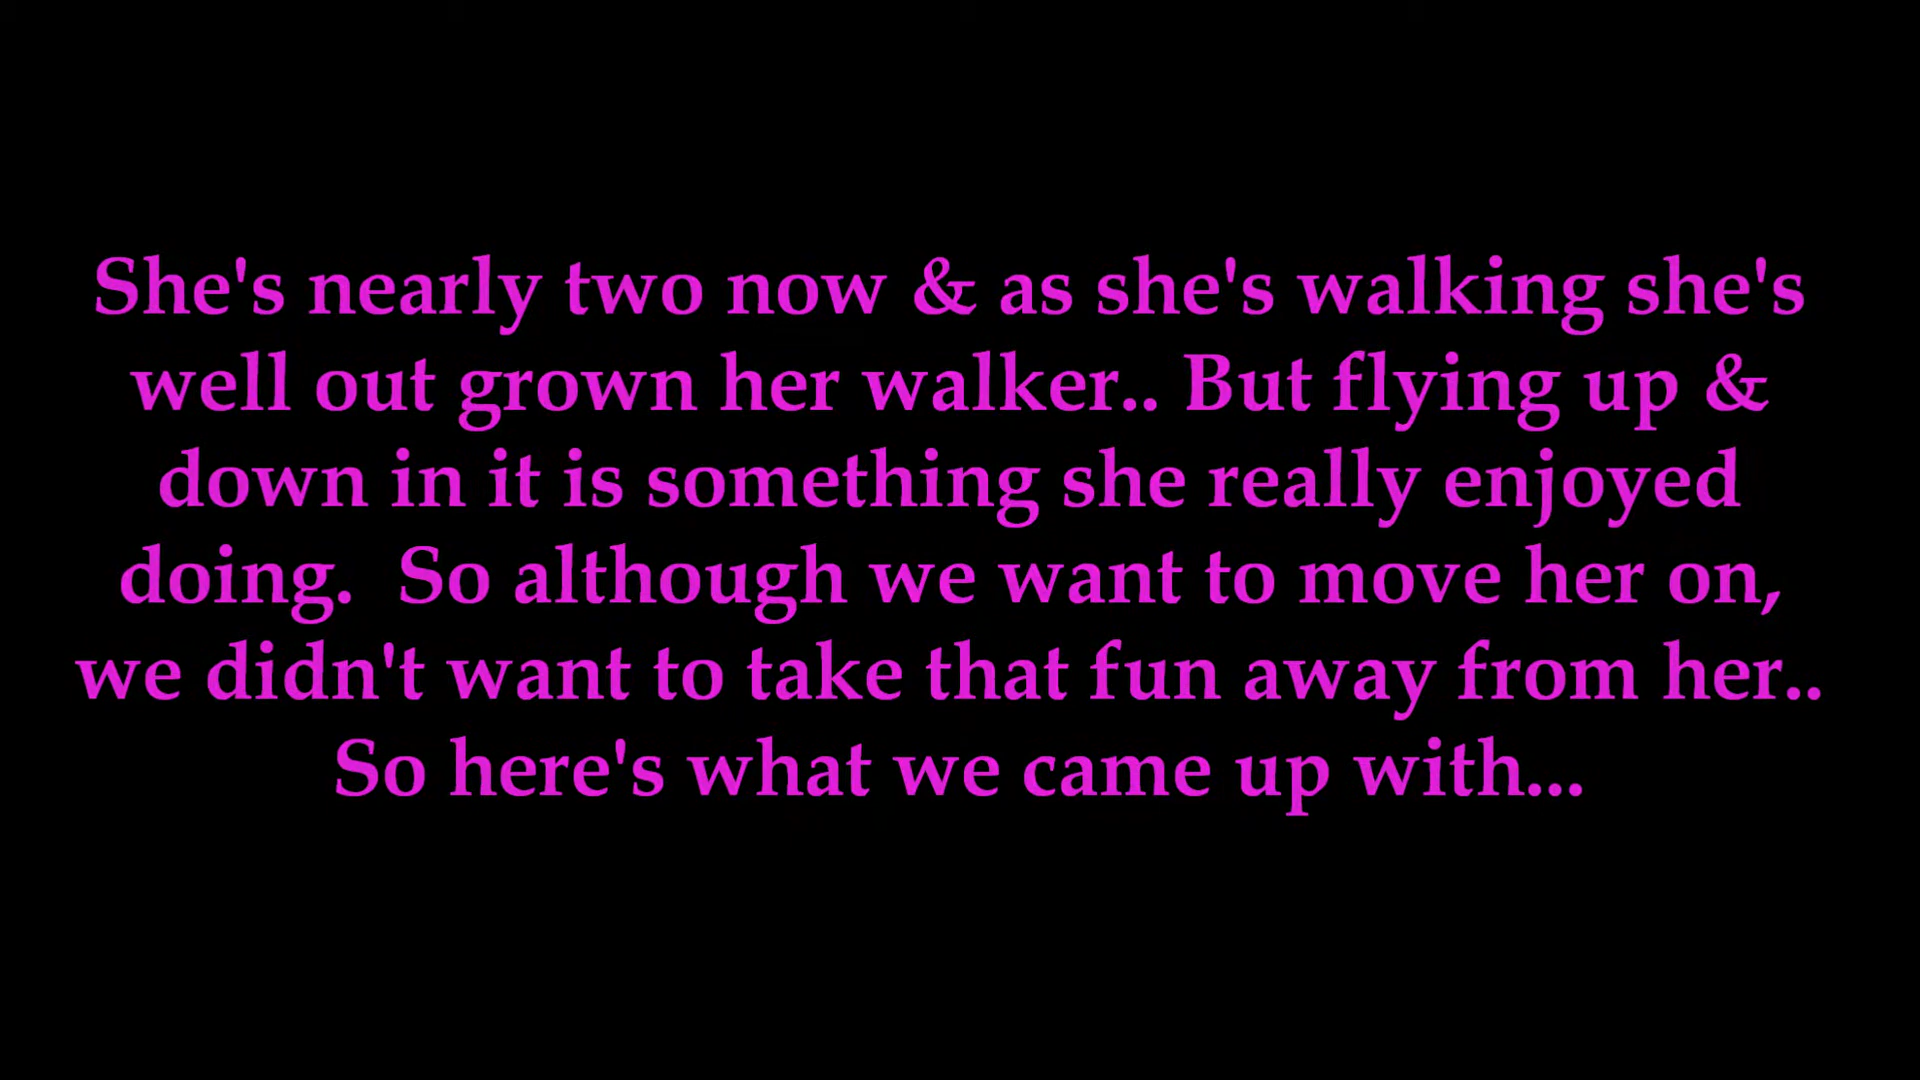 She's nearly two now & as she's walking she's
well out grown her walker.. But flying up &
down in it is something she really enjoyed
doing.  So although we want to move her on,
we didn't want to take that fun away from her..
So here's what we came up with...